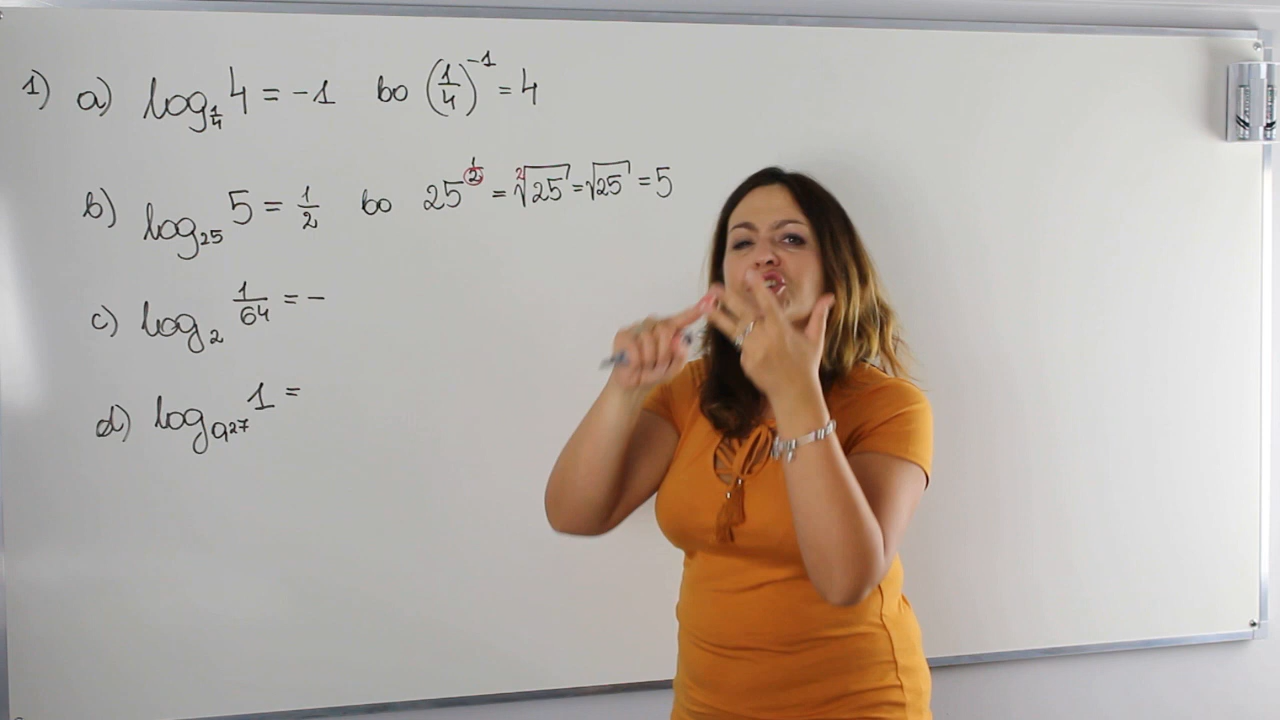 1) a) log_{1/4} 4 = -1 bo (1/4)^{-1} = 4
b) log_{25} 5 = 1/2 bo 25^{1/2} = ²√25 = √25 = 5
c) log_2 1/64 = -
d) log_{0,27} 1 =